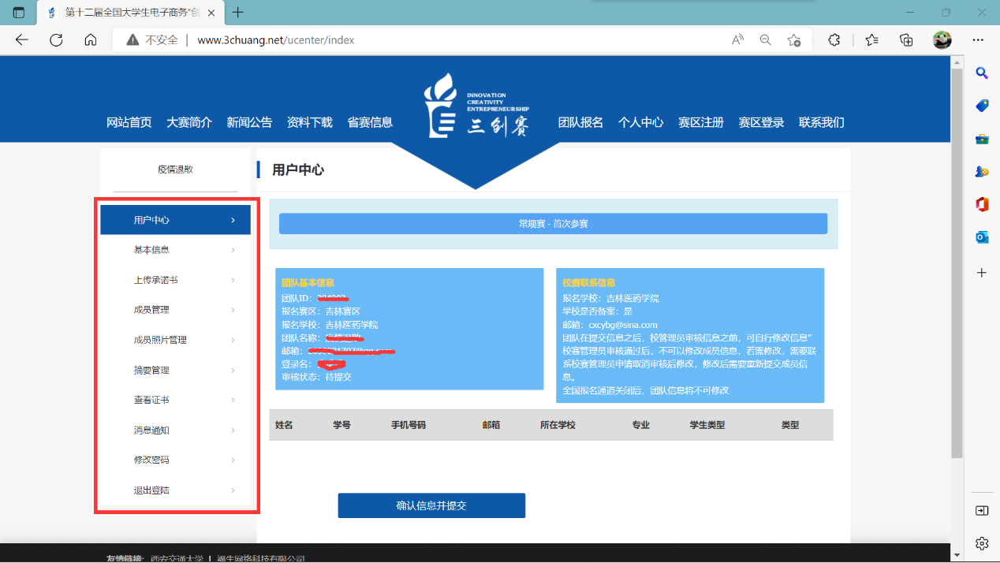 第十二届全国大学生电子商务“创
不安全 | www.3chuang.net/ucenter/index
INNOVATION
CREATIVITY
ENTREPRENEURSHIP
三创赛
网站首页 大赛简介 新闻公告 资料下载 省赛信息 团队报名 个人中心 赛区注册 赛区登录 联系我们
疫情退散
用户中心
基本信息
上传承诺书
成员管理
成员照片管理
摘要管理
查看证书
消息通知
修改密码
退出登陆
用户中心
常规赛 - 首次参赛
团队基本信息
团队ID:
报名赛区: 吉林赛区
报名学校: 吉林医药学院
团队名称:
邮箱:
登录名:
审核状态: 待提交
校赛联系信息
报名学校: 吉林医药学院
学校是否备案: 是
邮箱: cxcybg@sina.com
团队在提交信息之后，校管理员审核信息之前，可自行修改信息”
校赛管理员审核通过后，不可以修改成员信息，若需修改，需要联
系校赛管理员申请取消审核后修改，修改后需要重新提交成员信
息。
全国报名通道关闭后，团队信息将不可修改
姓名 学号 手机号码 邮箱 所在学校 专业 学生类型 类型
确认信息并提交
友情链接: 西安交通大学 | 福生网络科技有限公司